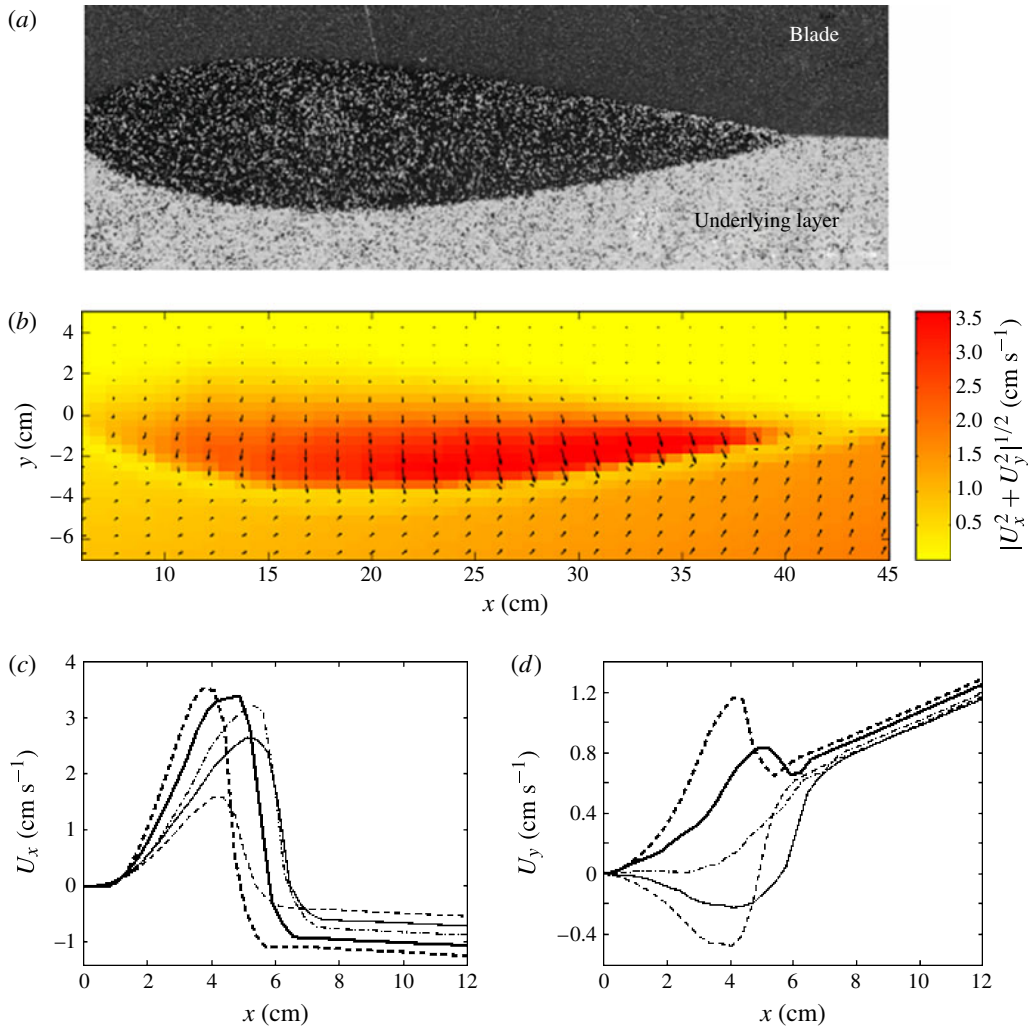 (a)
Blade
Underlying layer
(b)
4
2
0
−2
−4
−6
y (cm)
10 15 20 25 30 35 40 45
x (cm)
3.5
3.0
2.5
2.0
1.5
1.0
0.5
|U_x^2 + U_y^2|^{1/2} (cm s^{−1})
(c)
4
3
2
1
0
−1
U_x (cm s^{−1})
0 2 4 6 8 10 12
x (cm)
(d)
1.2
0.8
0.4
0
−0.4
U_y (cm s^{−1})
0 2 4 6 8 10 12
x (cm)